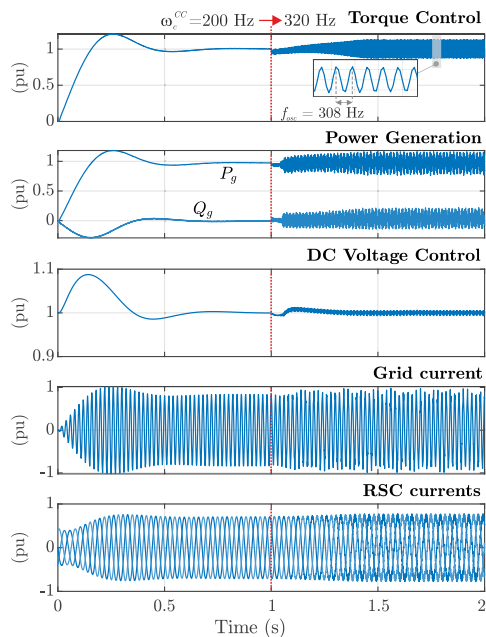 ω_c^CC=200 Hz → 320 Hz
Torque Control
(pu)
1
0.5
0
f_osc = 308 Hz
Power Generation
(pu)
1
0.5
0
P_g
Q_g
DC Voltage Control
(pu)
1.1
1
0.9
Grid current
(pu)
1
0
-1
RSC currents
(pu)
1
0
-1
0 0.5 1 1.5 2
Time (s)